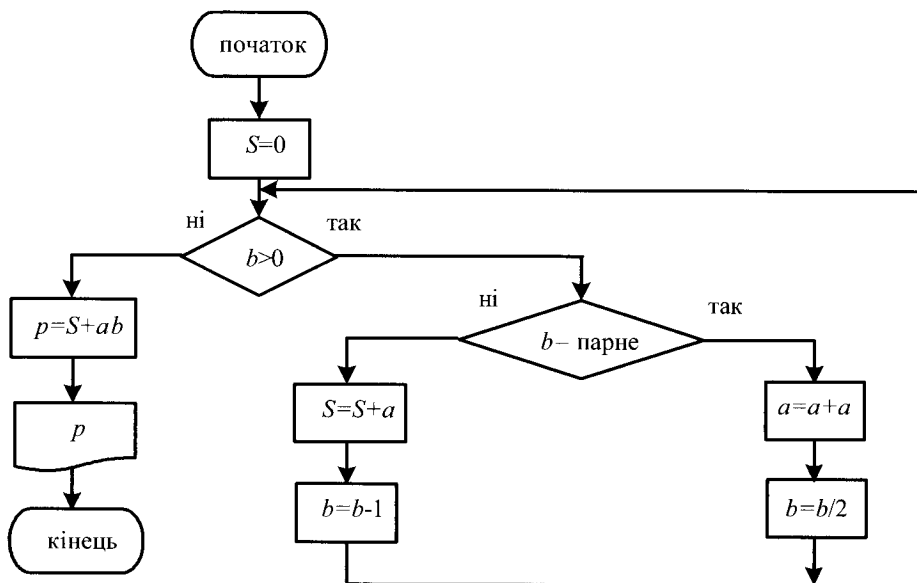 початок
S=0
ні
так
b>0
ні
так
p=S+ab
b– парне
S=S+a
a=a+a
p
b=b-1
b=b/2
кінець